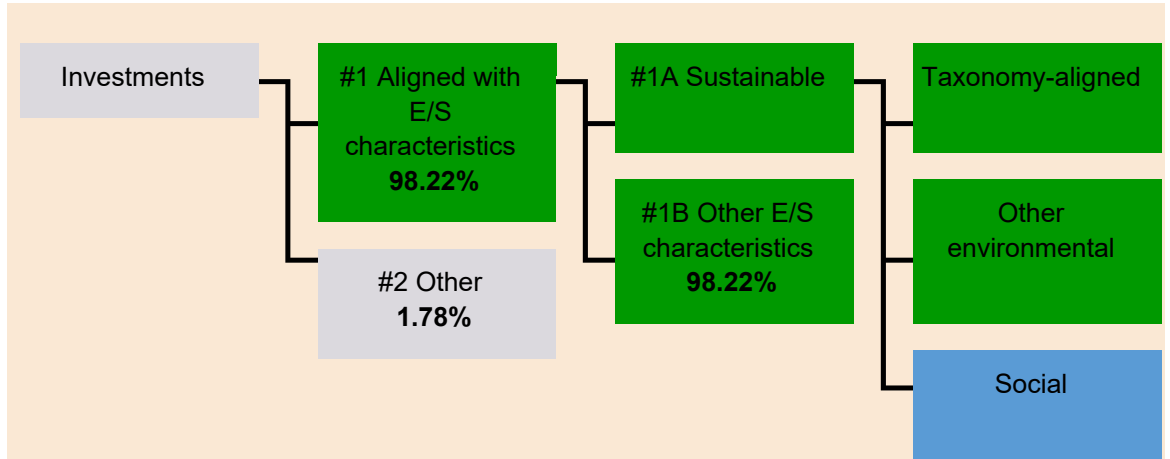 Investments
#1 Aligned with
E/S
characteristics
98.22%
#2 Other
1.78%
#1A Sustainable
#1B Other E/S
characteristics
98.22%
Taxonomy-aligned
Other
environmental
Social